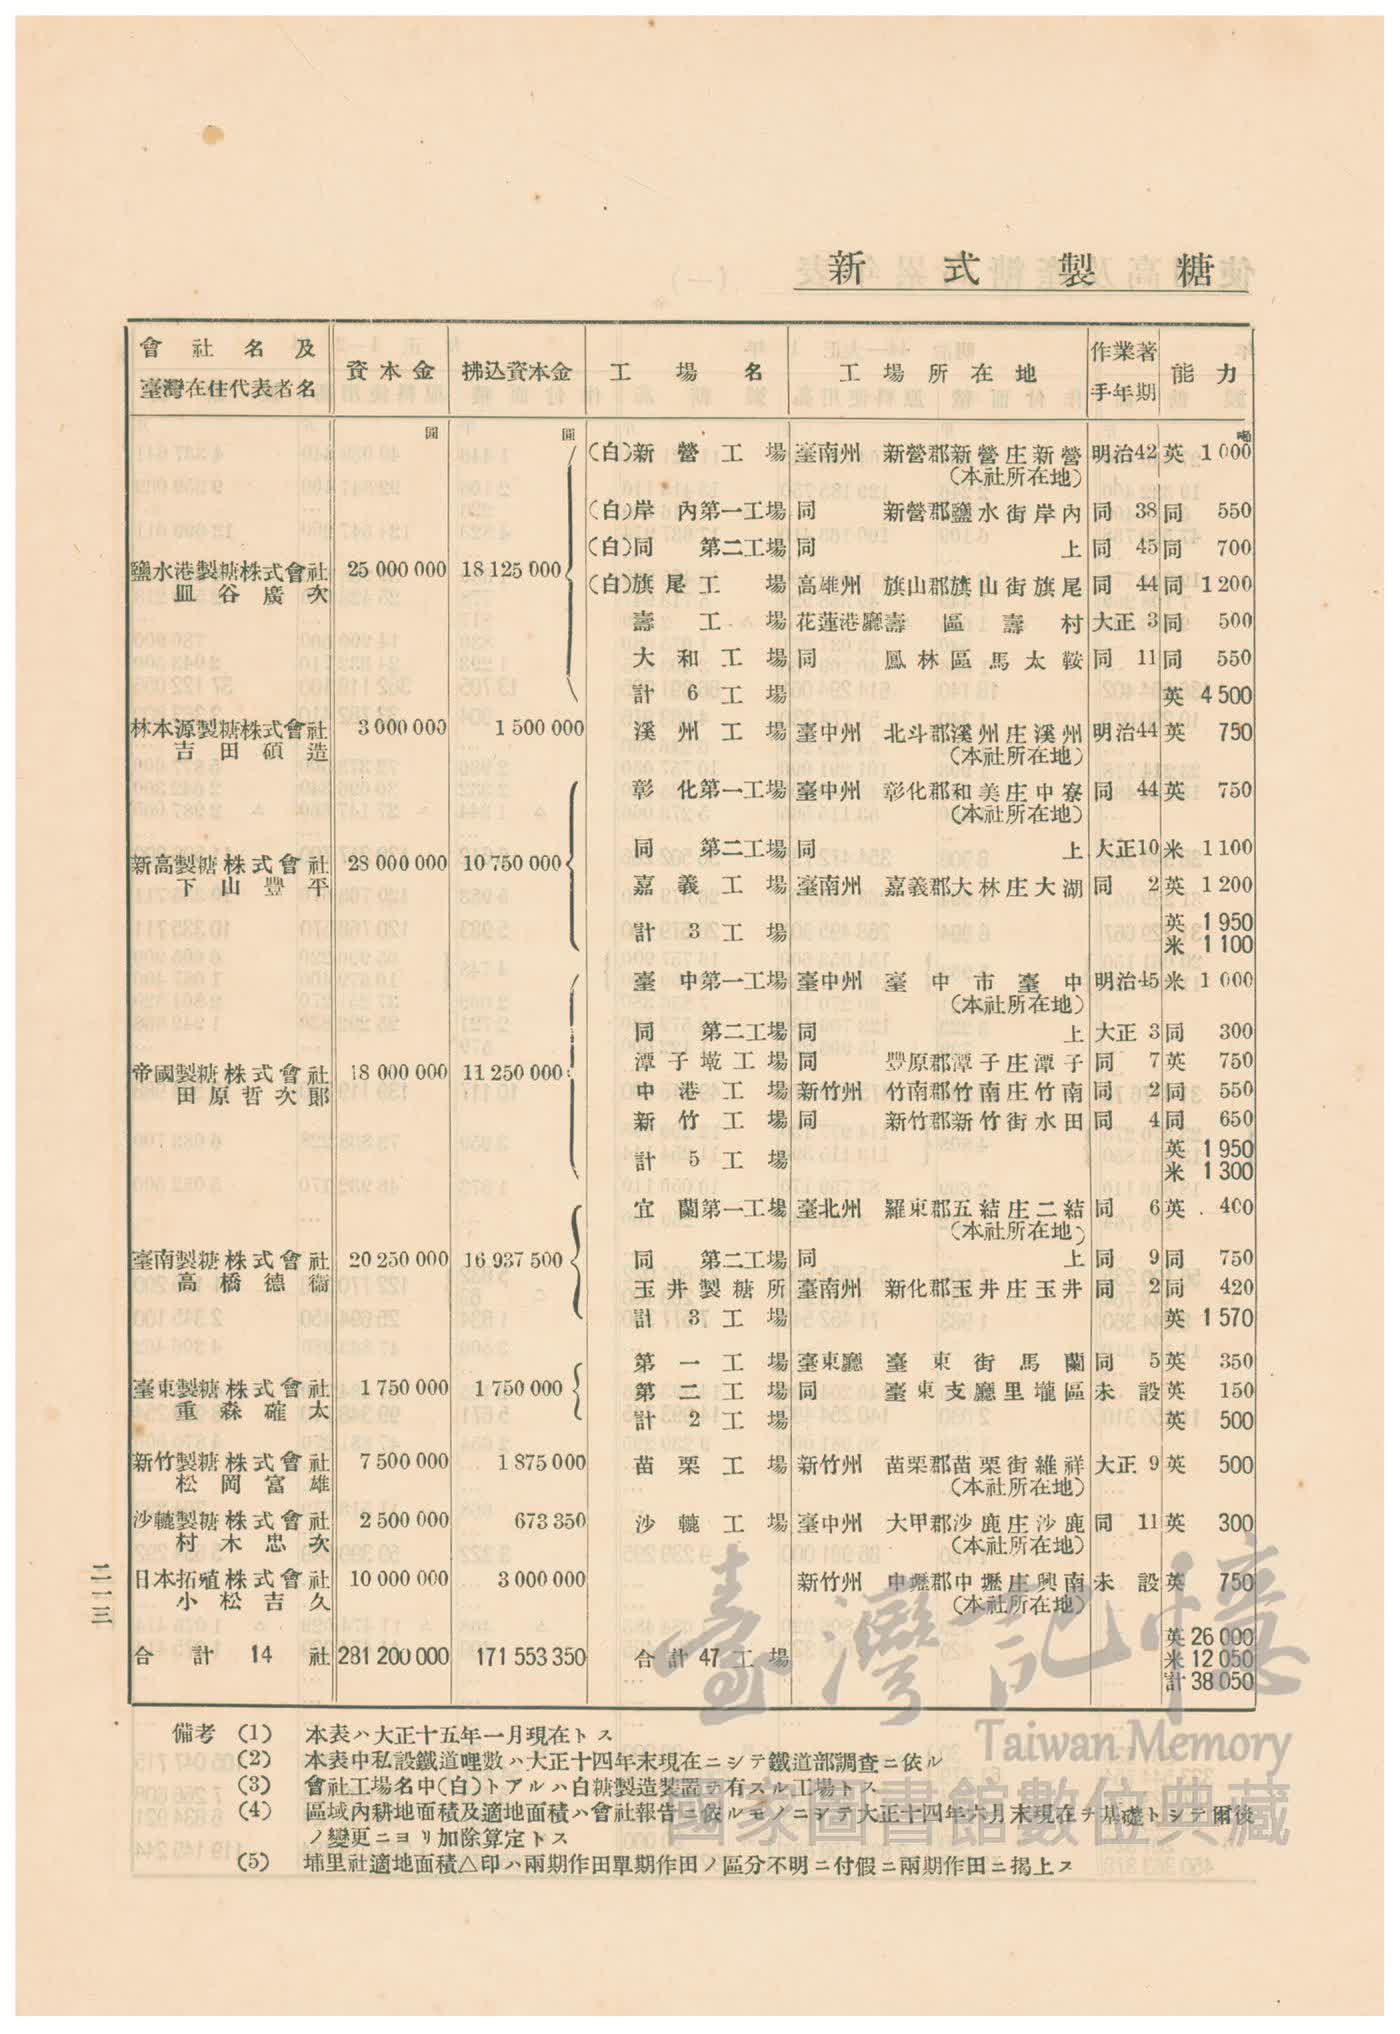 新式製糖
會社名及 臺灣在住代表者名 資本金 拂込資本金 工場名 工場所在地 作業著手年期 能力
圓 圓 噸
(白)新營工場 臺南州 新營郡新營庄新營 明治42 英 1 000
(本社所在地)
(白)岸內第一工場 同 新營郡鹽水街岸內 同 38 同 550
(白)同 第二工場 同 上 同 45 同 700
鹽水港製糖株式會社 25 000 000 18 125 000
皿谷廣次
(白)旗尾工場 高雄州 旗山郡旗山街旗尾 同 44 同 1 200
壽工場 花蓮港廳壽區壽村 大正 3 同 500
大和工場 同 鳳林區馬太鞍 同 11 同 550
計 6 工場 英 4 500
林本源製糖株式會社 3 000 000 1 500 000 溪州工場 臺中州 北斗郡溪州庄溪州 明治44 英 750
吉田碩造 (本社所在地)
彰化第一工場 臺中州 彰化郡和美庄中寮 同 44 英 750
(本社所在地)
同 第二工場 同 上 大正10 米 1 100
新高製糖株式會社 28 000 000 10 750 000
下山豐平
嘉義工場 臺南州 嘉義郡大林庄大湖 同 2 英 1 200
計 3 工場 英 1 950
米 1 100
臺中第一工場 臺中州 臺中市臺中 明治45 米 1 000
(本社所在地)
同 第二工場 同 上 大正 3 同 300
潭子墘工場 同 豐原郡潭子庄潭子 同 7 英 750
帝國製糖株式會社 18 000 000 11 250 000
田原哲次郎
中港工場 新竹州 竹南郡竹南庄竹南 同 2 同 550
新竹工場 同 新竹郡新竹街水田 同 4 同 650
計 5 工場 英 1 950
米 1 300
宜蘭第一工場 臺北州 羅東郡五結庄二結 同 6 英 400
(本社所在地)
臺南製糖株式會社 20 250 000 16 937 500 同 第二工場 同 上 同 9 同 750
高橋德衞
玉井製糖所 臺南州 新化郡玉井庄玉井 同 2 同 420
計 3 工場 英 1 570
第一工場 臺東廳 臺東街馬蘭 同 5 英 350
臺東製糖株式會社 1 750 000 1 750 000 第二工場 同 臺東支廳里壠區 未設 英 150
重森確太
計 2 工場 英 500
新竹製糖株式會社 7 500 000 1 875 000 苗栗工場 新竹州 苗栗郡苗栗街維祥 大正 9 英 500
松岡富雄 (本社所在地)
沙轆製糖株式會社 2 500 000 673 350 沙轆工場 臺中州 大甲郡沙鹿庄沙鹿 同 11 英 300
村木忠次 (本社所在地)
日本拓殖株式會社 10 000 000 3 000 000 新竹州 中壢郡中壢庄興南 未設 英 750
小松吉久 (本社所在地)
合計 14 社 281 200 000 171 553 350 合計 47 工場 英 26 000
米 12 050
計 38 050
備考 (1) 本表ハ大正十五年一月現在トス
(2) 本表中私設鐵道哩數ハ大正十四年末現在ニシテ鐵道部調査ニ依ル
(3) 會社工場名中(白)トアルハ白糖製造裝置ヲ有スル工場トス
(4) 區域內耕地面積及適地面積ハ會社報告ニ依ルモノニシテ大正十四年六月末現在ヲ基礎トシテ爾後
ノ變更ニヨリ加除算定トス
(5) 埔里社適地面積△印ハ兩期作田單期作田ノ區分不明ニ付假ニ兩期作田ニ揭上ス
二一三
臺灣記憶
Taiwan Memory
國家圖書館數位典藏